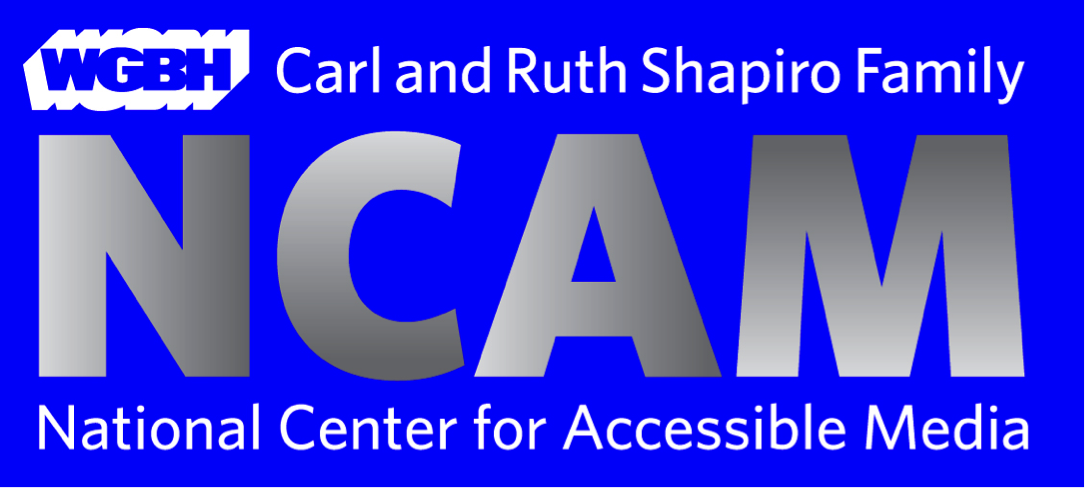 WGBH Carl and Ruth Shapiro Family
NCAM
National Center for Accessible Media